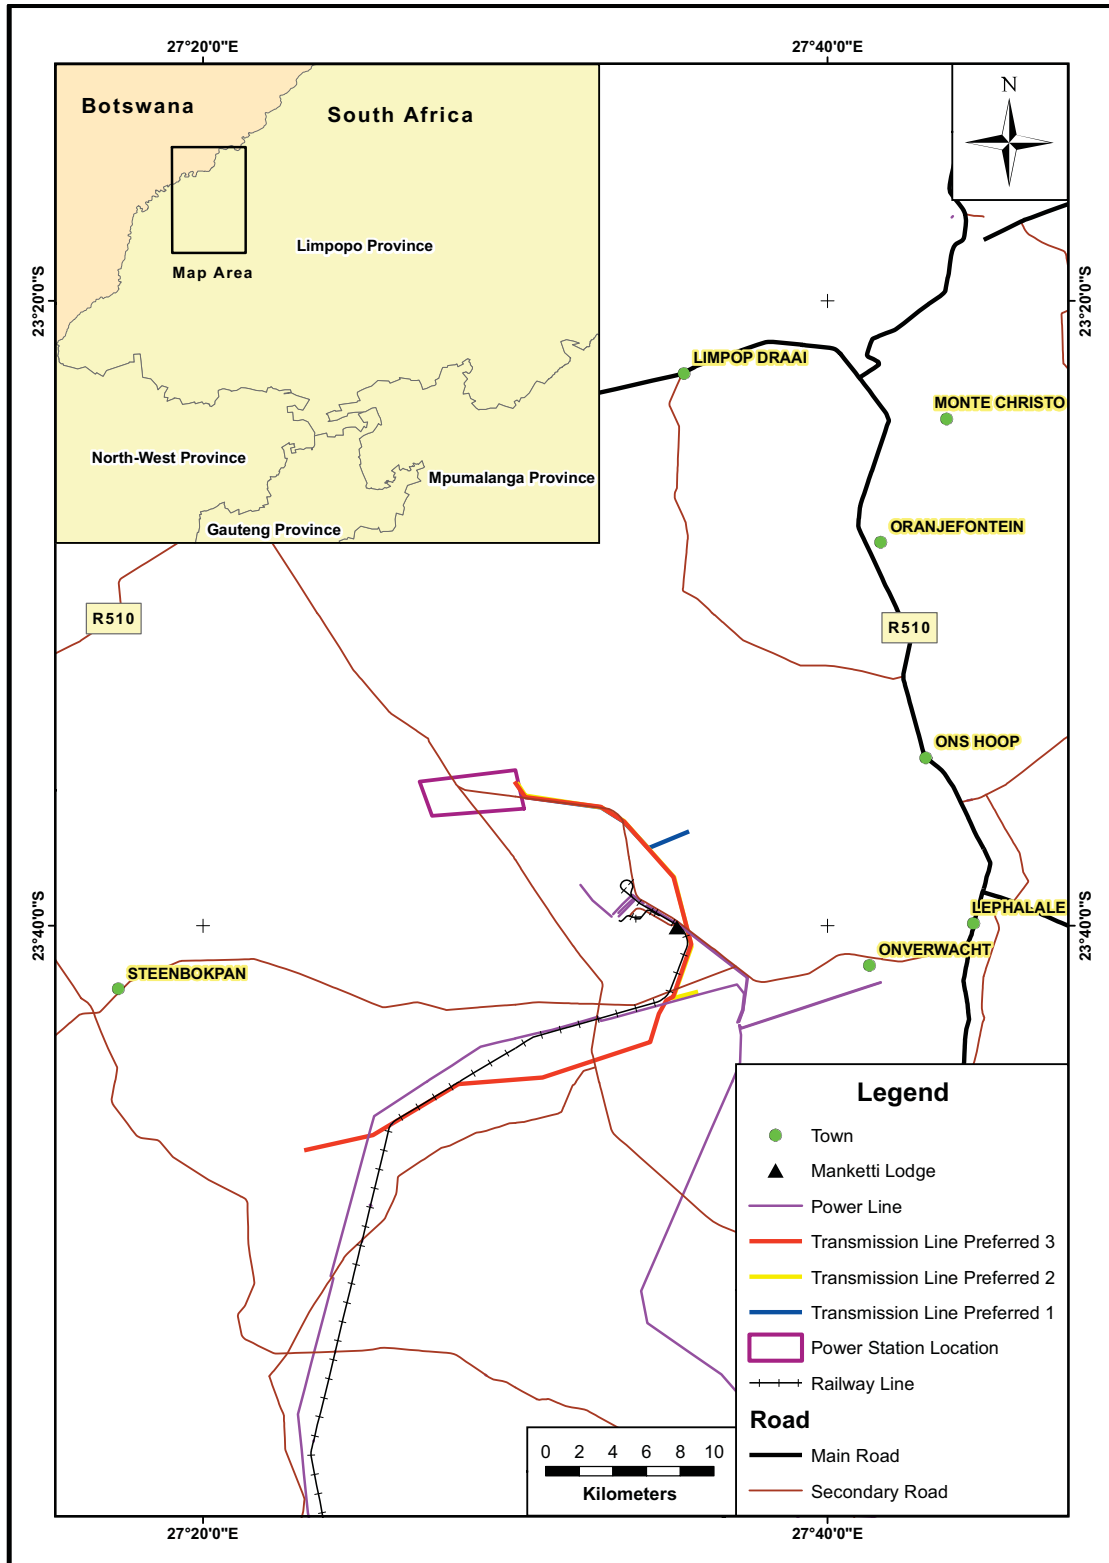 27°20'0"E
27°40'0"E
Botswana
South Africa
N
Limpopo Province
Map Area
23°20'0"S
23°20'0"S
LIMPOP DRAAI
MONTE CHRISTO
North-West Province
Mpumalanga Province
Gauteng Province
ORANJEFONTEIN
R510
R510
ONS HOOP
23°40'0"S
23°40'0"S
LEPHALALE
ONVERWACHT
STEENBOKPAN
Legend
Town
Manketti Lodge
Power Line
Transmission Line Preferred 3
Transmission Line Preferred 2
Transmission Line Preferred 1
Power Station Location
Railway Line
Road
Main Road
Secondary Road
0 2 4 6 8 10
Kilometers
27°20'0"E
27°40'0"E